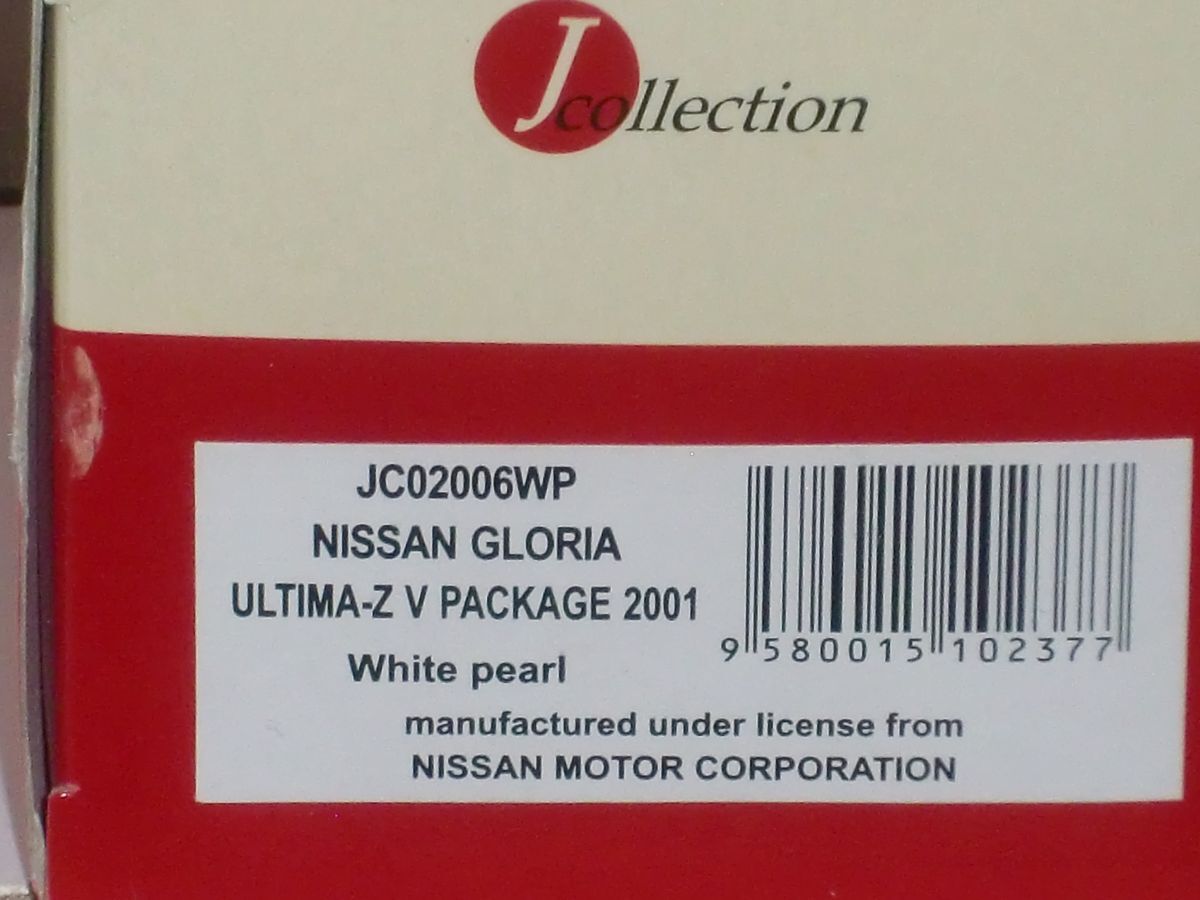 Jcollection
JC02006WP
NISSAN GLORIA
ULTIMA-Z V PACKAGE 2001
White pearl
9 580015 102377
manufactured under license from
NISSAN MOTOR CORPORATION